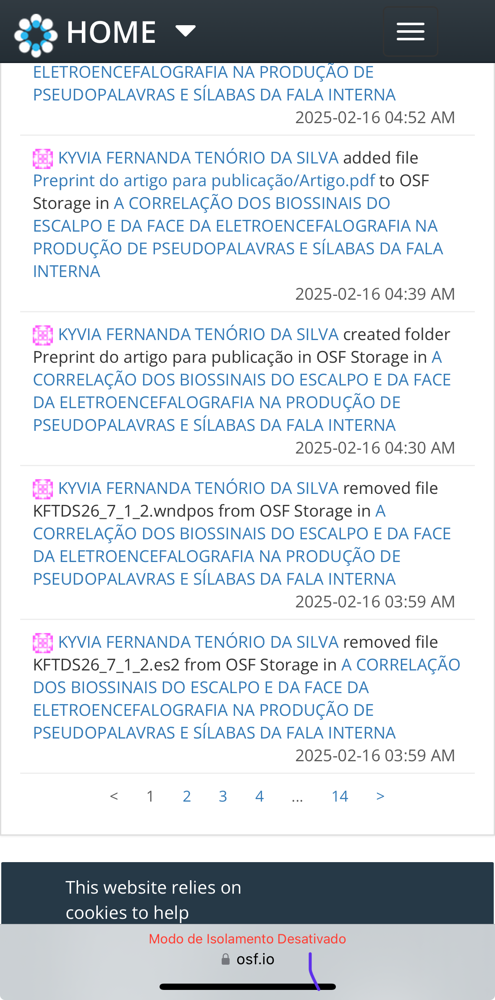 HOME
ELETROENCEFALOGRAFIA NA PRODUÇÃO DE
PSEUDOPALAVRAS E SÍLABAS DA FALA INTERNA
2025-02-16 04:52 AM
KYVIA FERNANDA TENÓRIO DA SILVA added file
Preprint do artigo para publicação/Artigo.pdf to OSF
Storage in A CORRELAÇÃO DOS BIOSSINAIS DO
ESCALPO E DA FACE DA ELETROENCEFALOGRAFIA NA
PRODUÇÃO DE PSEUDOPALAVRAS E SÍLABAS DA FALA
INTERNA
2025-02-16 04:39 AM
KYVIA FERNANDA TENÓRIO DA SILVA created folder
Preprint do artigo para publicação in OSF Storage in A
CORRELAÇÃO DOS BIOSSINAIS DO ESCALPO E DA FACE
DA ELETROENCEFALOGRAFIA NA PRODUÇÃO DE
PSEUDOPALAVRAS E SÍLABAS DA FALA INTERNA
2025-02-16 04:30 AM
KYVIA FERNANDA TENÓRIO DA SILVA removed file
KFTDS26_7_1_2.wndpos from OSF Storage in A
CORRELAÇÃO DOS BIOSSINAIS DO ESCALPO E DA FACE
DA ELETROENCEFALOGRAFIA NA PRODUÇÃO DE
PSEUDOPALAVRAS E SÍLABAS DA FALA INTERNA
2025-02-16 03:59 AM
KYVIA FERNANDA TENÓRIO DA SILVA removed file
KFTDS26_7_1_2.es2 from OSF Storage in A CORRELAÇÃO
DOS BIOSSINAIS DO ESCALPO E DA FACE DA
ELETROENCEFALOGRAFIA NA PRODUÇÃO DE
PSEUDOPALAVRAS E SÍLABAS DA FALA INTERNA
2025-02-16 03:59 AM
< 1 2 3 4 ... 14 >
This website relies on
cookies to help
Modo de Isolamento Desativado
osf.io